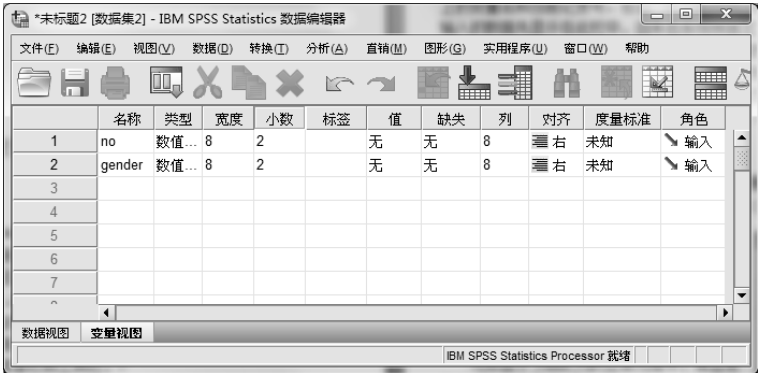 *未标题2 [数据集2] - IBM SPSS Statistics 数据编辑器
文件(F) 编辑(E) 视图(V) 数据(D) 转换(T) 分析(A) 直销(M) 图形(G) 实用程序(U) 窗口(W) 帮助
名称 类型 宽度 小数 标签 值 缺失 列 对齐 度量标准 角色
1 no 数值... 8 2 无 无 8 右 未知 输入
2 gender 数值... 8 2 无 无 8 右 未知 输入
3
4
5
6
7
数据视图 变量视图
IBM SPSS Statistics Processor 就绪